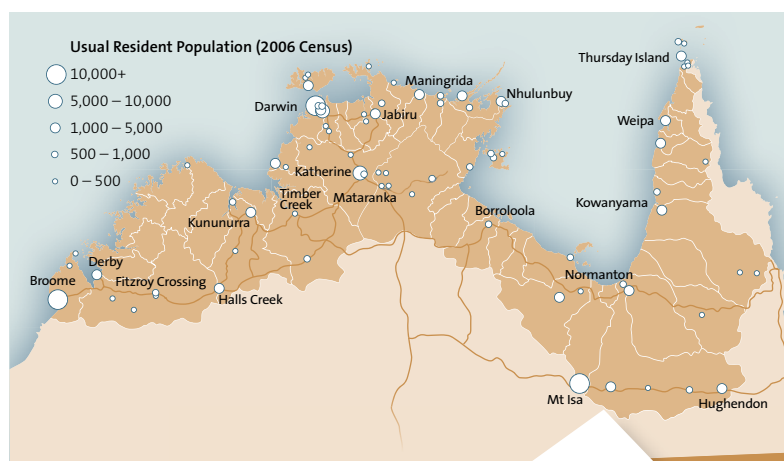 Usual Resident Population (2006 Census)
10,000+
5,000 – 10,000
1,000 – 5,000
500 – 1,000
0 – 500
Thursday Island
Maningrida
Nhulunbuy
Darwin
Jabiru
Weipa
Katherine
Timber
Creek
Mataranka
Kowanyama
Kununurra
Borroloola
Derby
Broome
Fitzroy Crossing
Normanton
Halls Creek
Mt Isa
Hughendon